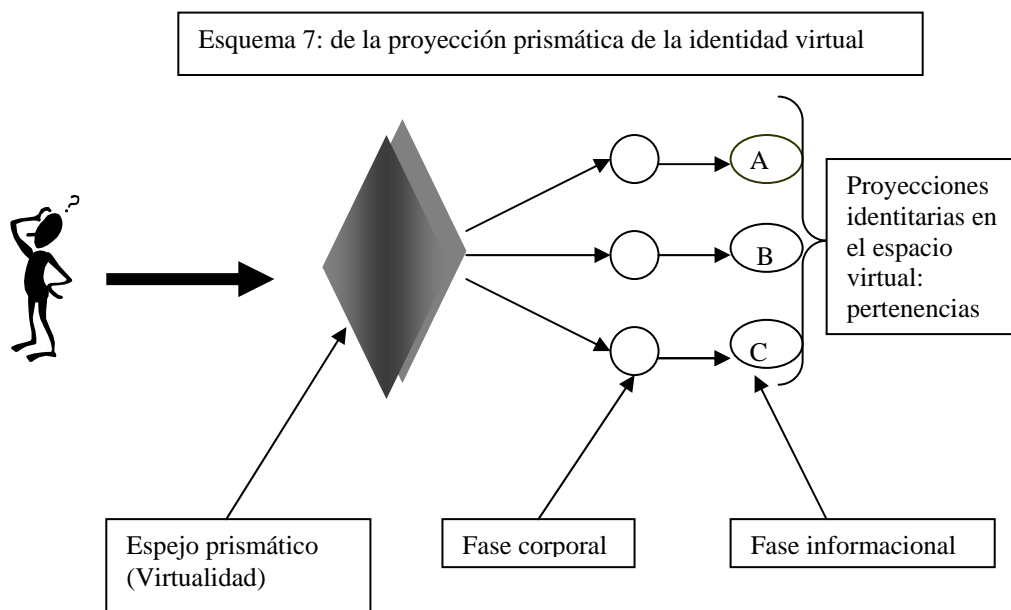 Esquema 7: de la proyección prismática de la identidad virtual
?
A
B
C
Proyecciones
identitarias en
el espacio
virtual:
pertenencias
Espejo prismático
(Virtualidad)
Fase corporal
Fase informacional